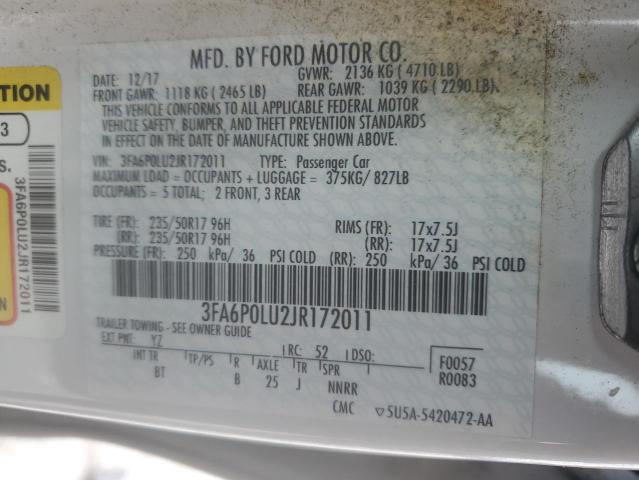 MFD. BY FORD MOTOR CO.
DATE: 12/17 GVWR: 2136 KG ( 4710 LB)
FRONT GAWR: 1118 KG ( 2465 LB) REAR GAWR: 1039 KG ( 2290LB)
THIS VEHICLE CONFORMS TO ALL APPLICABLE FEDERAL MOTOR
VEHICLE SAFETY, BUMPER, AND THEFT PREVENTION STANDARDS
IN EFFECT ON THE DATE OF MANUFACTURE SHOWN ABOVE.
VIN: 3FA6P0LU2JR172011 TYPE: Passenger Car
MAXIMUM LOAD = OCCUPANTS + LUGGAGE = 375KG/ 827LB
OCCUPANTS = 5 TOTAL; 2 FRONT, 3 REAR
TIRE (FR): 235/50R17 96H RIMS (FR): 17x7.5J
(RR): 235/50R17 96H (RR): 17x7.5J
PRESSURE (FR): 250 kPa/ 36 PSI COLD (RR): 250 kPa/ 36 PSI COLD
3FA6P0LU2JR172011
TRAILER TOWING - SEE OWNER GUIDE
EXT PNT: YZ RC: 52 DSO:
INT TR TP/PS R AXLE TR SPR
BT B 25 J NNRR
F0057
R0083
CMC 5U5A-5420472-AA
TION
3
S.
3FA6P0LU2JR172011
N